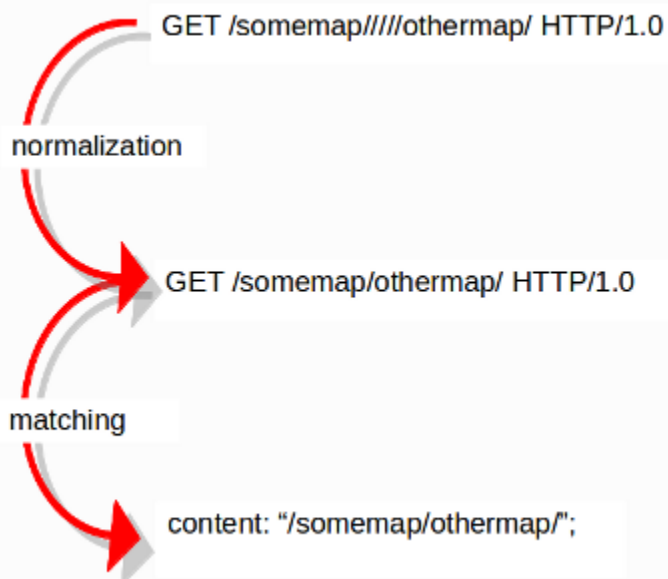 GET /somemap/////othermap/ HTTP/1.0
normalization
GET /somemap/othermap/ HTTP/1.0
matching
content: “/somemap/othermap/”;